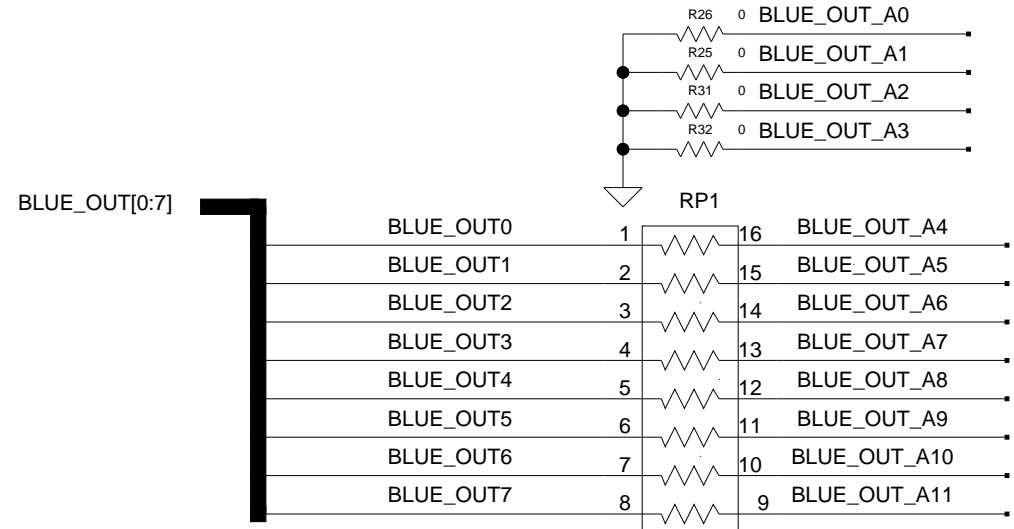 R26 0 BLUE_OUT_A0
R25 0 BLUE_OUT_A1
R31 0 BLUE_OUT_A2
R32 0 BLUE_OUT_A3
BLUE_OUT[0:7]
RP1
BLUE_OUT0 1 16 BLUE_OUT_A4
BLUE_OUT1 2 15 BLUE_OUT_A5
BLUE_OUT2 3 14 BLUE_OUT_A6
BLUE_OUT3 4 13 BLUE_OUT_A7
BLUE_OUT4 5 12 BLUE_OUT_A8
BLUE_OUT5 6 11 BLUE_OUT_A9
BLUE_OUT6 7 10 BLUE_OUT_A10
BLUE_OUT7 8 9 BLUE_OUT_A11